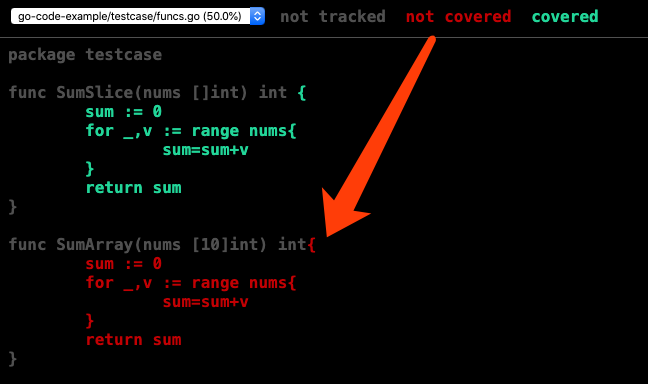 go-code-example/testcase/funcs.go (50.0%) not tracked not covered covered
package testcase
func SumSlice(nums []int) int {
sum := 0
for _,v := range nums{
sum=sum+v
}
return sum
}
func SumArray(nums [10]int) int{
sum := 0
for _,v := range nums{
sum=sum+v
}
return sum
}